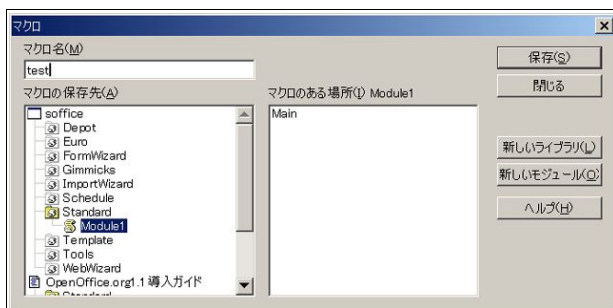 マクロ
マクロ名(M)
test
マクロの保存先(A)
soffice
Depot
Euro
FormWizard
Gimmicks
ImportWizard
Schedule
Standard
Module1
Template
Tools
WebWizard
OpenOffice.org1.1 導入ガイド
Standard
マクロのある場所(I) Module1
Main
保存(S)
閉じる
新しいライブラリ(L)
新しいモジュール(O)
ヘルプ(H)